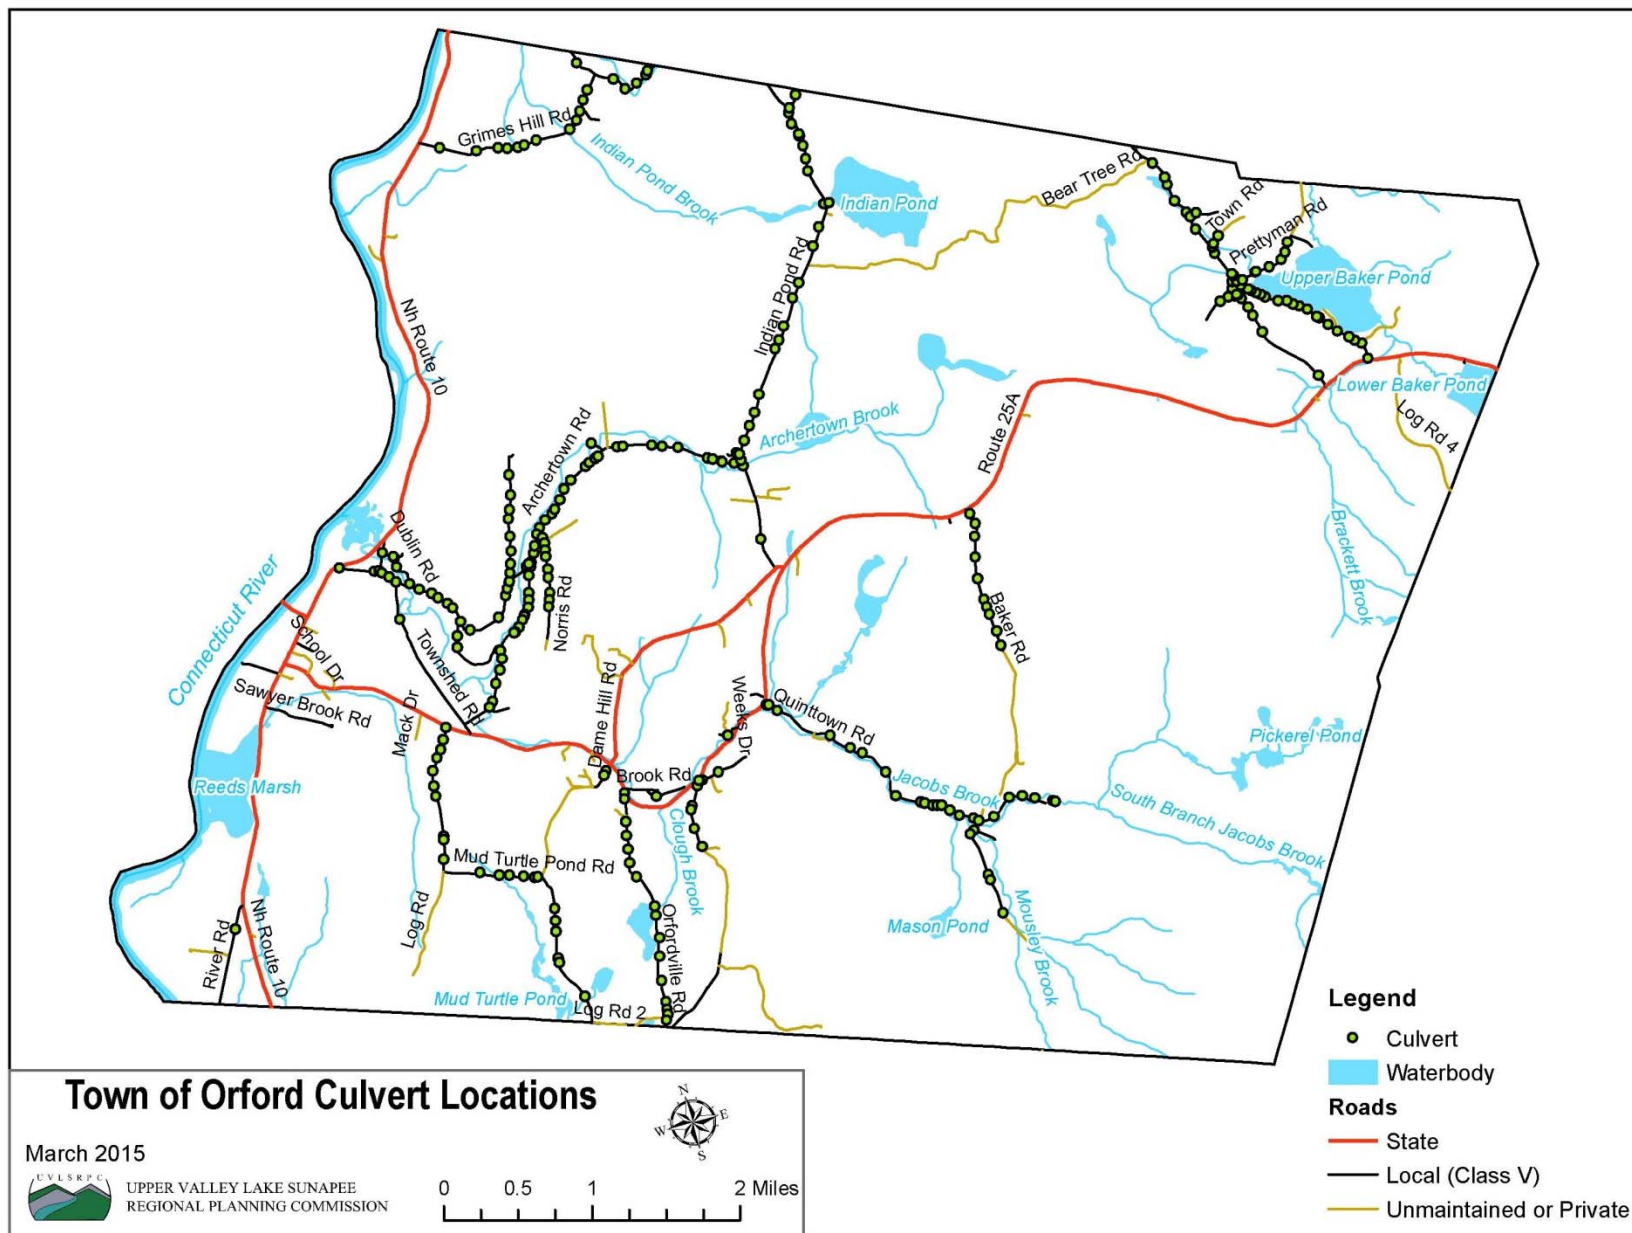 Grimes Hill Rd
Indian Pond Brook
Indian Pond
Bear Tree Rd
Town Rd
Prettyman Rd
Upper Baker Pond
Indian Pond Rd
Nh Route 10
Lower Baker Pond
Log Rd 4
Archertown Rd
Archertown Brook
Route 25A
Brackett Brook
Dublin Rd
Connecticut River
School Dr
Townshed Rd
Norris Rd
Baker Rd
Sawyer Brook Rd
Mack Dr
Dame Hill Rd
Weeks Dr
Quinttown Rd
Pickerel Pond
Reeds Marsh
Brook Rd
Jacobs Brook
South Branch Jacobs Brook
Clough Brook
Mud Turtle Pond Rd
Log Rd
Mason Pond
Mousley Brook
River Rd
Nh Route 10
Orfordville Rd
Mud Turtle Pond
Log Rd 2
Legend
Culvert
Waterbody
Roads
State
Local (Class V)
Unmaintained or Private
Town of Orford Culvert Locations
N
E
W
S
March 2015
UVLSRPC
UPPER VALLEY LAKE SUNAPEE
REGIONAL PLANNING COMMISSION
0 0.5 1 2 Miles